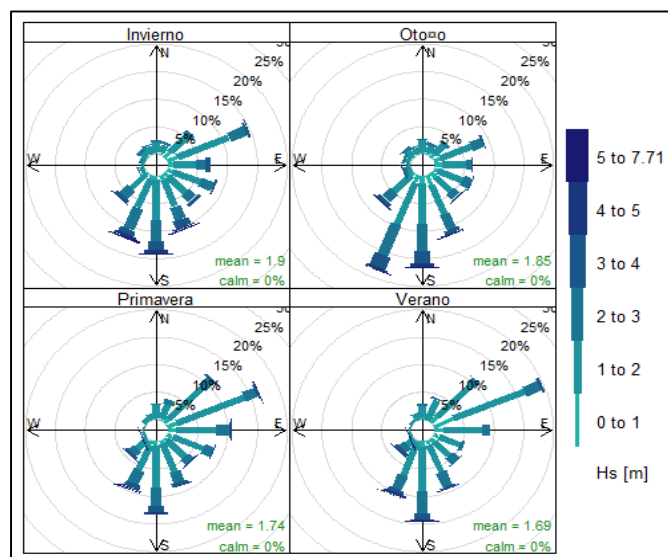 Invierno
N
25%
20%
15%
10%
5%
W
E
S
mean = 1.9
calm = 0%
Oto¤o
N
25%
20%
15%
10%
5%
W
E
S
mean = 1.85
calm = 0%
Primavera
N
25%
20%
15%
10%
5%
W
E
S
mean = 1.74
calm = 0%
Verano
N
25%
20%
15%
10%
5%
W
E
S
mean = 1.69
calm = 0%
5 to 7.71
4 to 5
3 to 4
2 to 3
1 to 2
0 to 1
Hs [m]